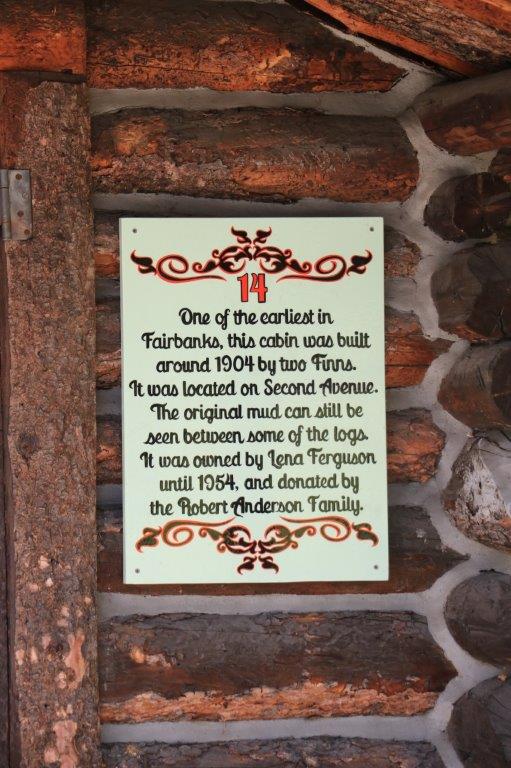 14
One of the earliest in
Fairbanks, this cabin was built
around 1904 by two Finns.
It was located on Second Avenue.
The original mud can still be
seen between some of the logs.
It was owned by Lena Ferguson
until 1954, and donated by
the Robert Anderson Family.